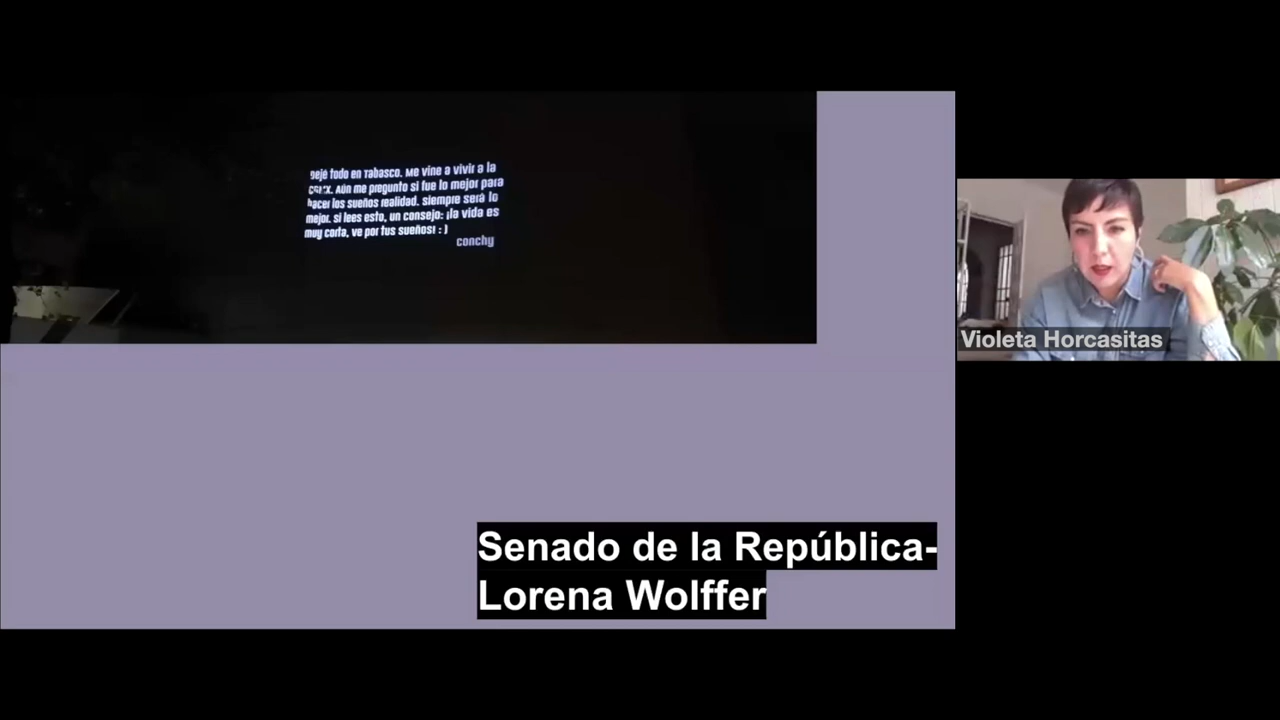 Dejé todo en Tabasco. Me vine a vivir a la
CDMX. Aún me pregunto si fue lo mejor para
hacer los sueños realidad. Siempre será lo
mejor. Si lees esto, un consejo: ¡la vida es
muy corta, ve por tus sueños! : )
conchy
Violeta Horcasitas
Senado de la República-
Lorena Wolffer